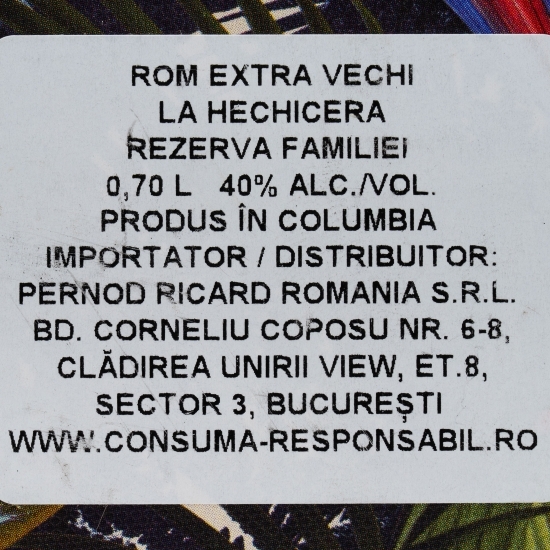 ROM EXTRA VECHI
LA HECHICERA
REZERVA FAMILIEI
0,70 L 40% ALC./VOL.
PRODUS ÎN COLUMBIA
IMPORTATOR / DISTRIBUITOR:
PERNOD RICARD ROMANIA S.R.L.
BD. CORNELIU COPOSU NR. 6-8,
CLĂDIREA UNIRII VIEW, ET.8,
SECTOR 3, BUCUREȘTI
WWW.CONSUMA-RESPONSABIL.RO